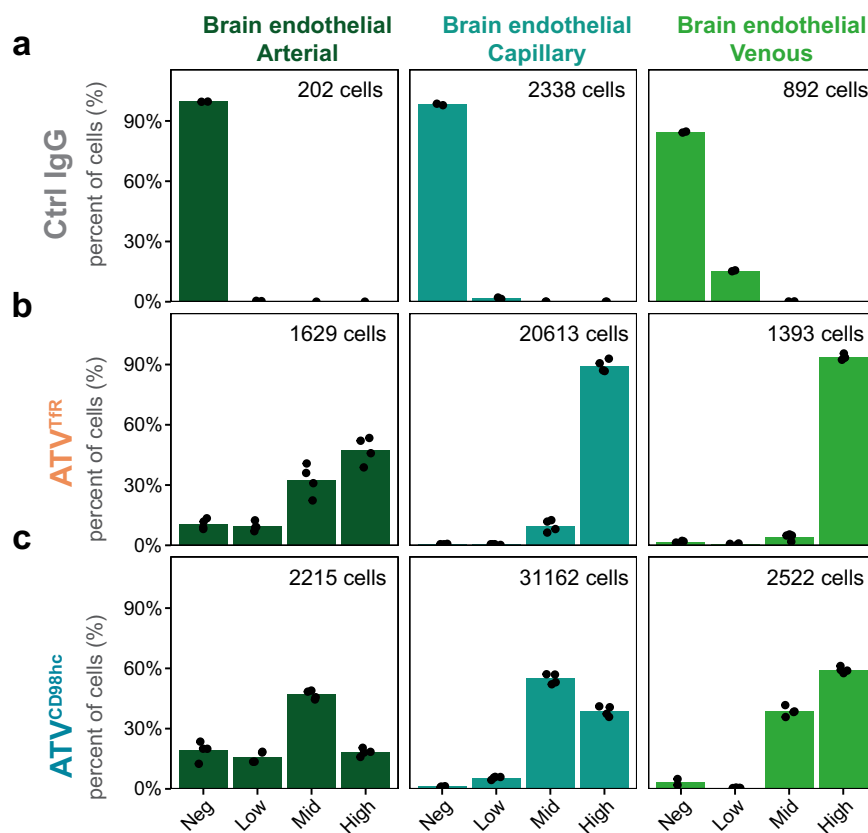 Brain endothelial
Arterial
Brain endothelial
Capillary
Brain endothelial
Venous
a
Ctrl IgG
percent of cells (%)
90%
60%
30%
0%
202 cells
2338 cells
892 cells
b
ATVTfR
percent of cells (%)
90%
60%
30%
0%
1629 cells
20613 cells
1393 cells
c
ATVCD98hc
percent of cells (%)
90%
60%
30%
0%
2215 cells
31162 cells
2522 cells
Neg Low Mid High
Neg Low Mid High
Neg Low Mid High